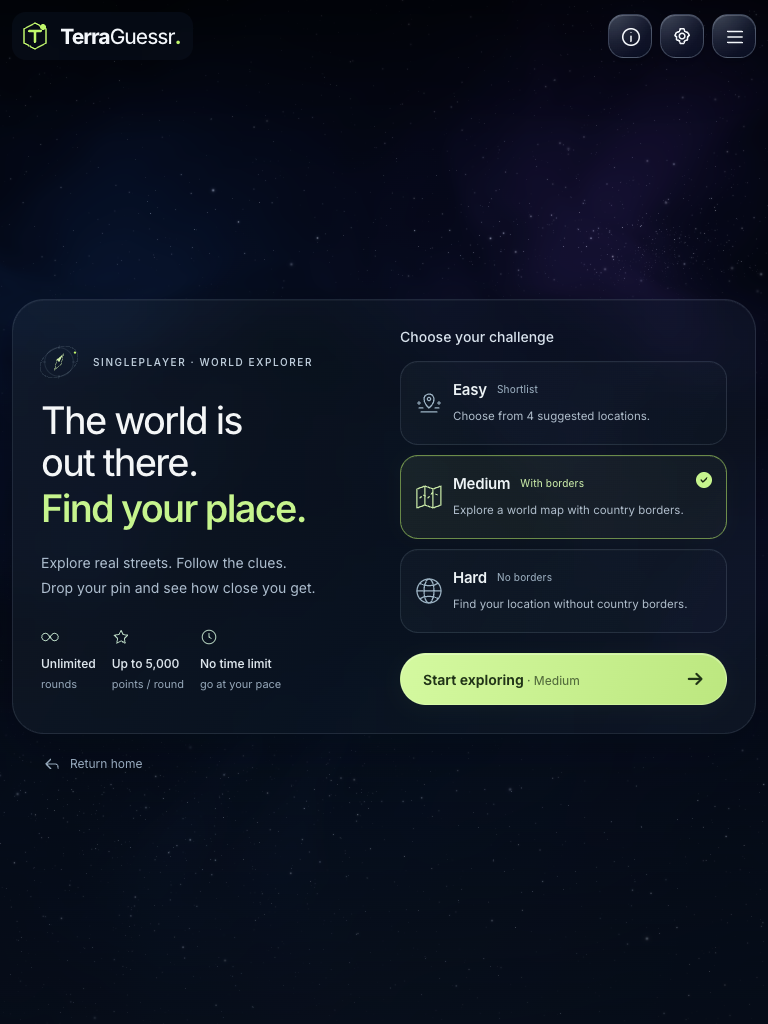 TerraGuessr.
SINGLEPLAYER · WORLD EXPLORER
The world is
out there.
Find your place.
Explore real streets. Follow the clues.
Drop your pin and see how close you get.
Unlimited
rounds
Up to 5,000
points / round
No time limit
go at your pace
Choose your challenge
Easy Shortlist
Choose from 4 suggested locations.
Medium With borders
Explore a world map with country borders.
Hard No borders
Find your location without country borders.
Start exploring · Medium
Return home